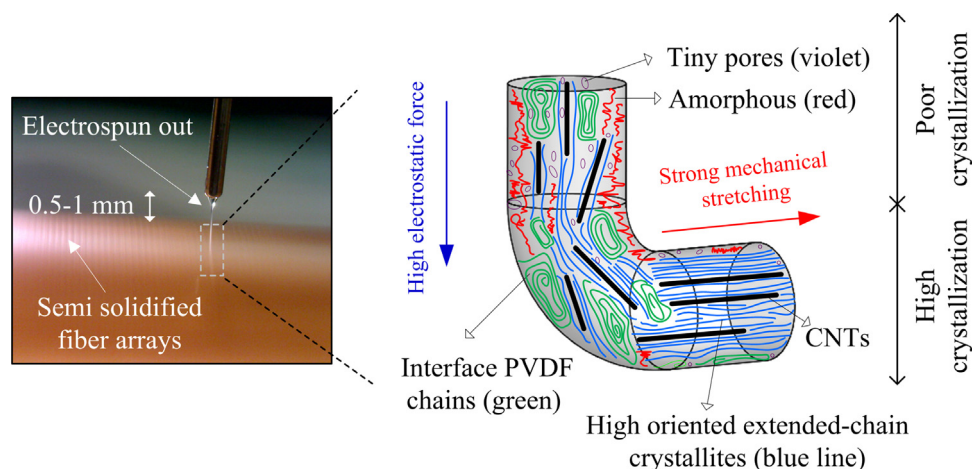 Electrospun out
0.5-1 mm
Semi solidified
fiber arrays
High electrostatic force
Tiny pores (violet)
Amorphous (red)
Strong mechanical
stretching
Interface PVDF
chains (green)
CNTs
High oriented extended-chain
crystallites (blue line)
Poor
crystallization
High
crystallization